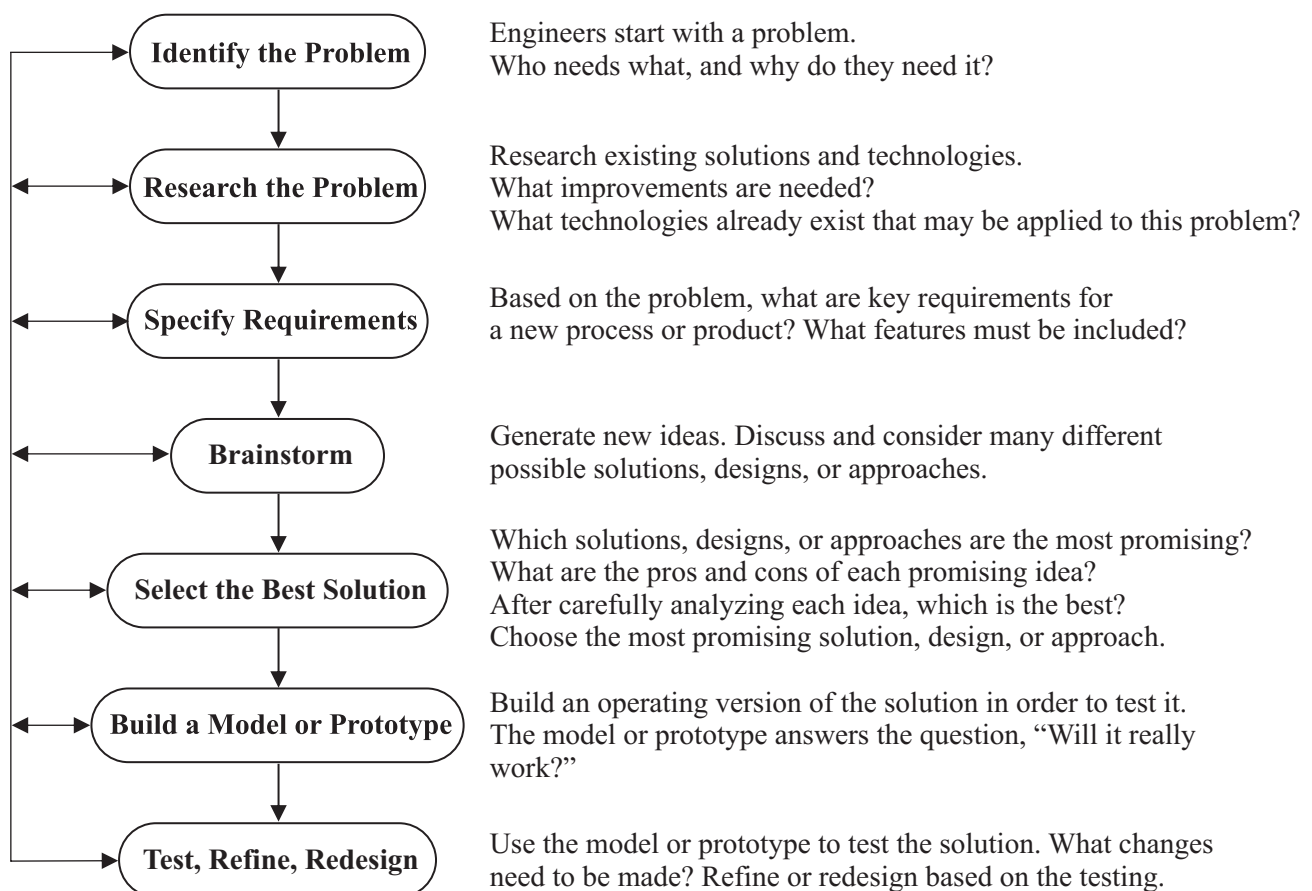 Identify the Problem
Engineers start with a problem.
Who needs what, and why do they need it?
Research the Problem
Research existing solutions and technologies.
What improvements are needed?
What technologies already exist that may be applied to this problem?
Specify Requirements
Based on the problem, what are key requirements for
a new process or product? What features must be included?
Brainstorm
Generate new ideas. Discuss and consider many different
possible solutions, designs, or approaches.
Select the Best Solution
Which solutions, designs, or approaches are the most promising?
What are the pros and cons of each promising idea?
After carefully analyzing each idea, which is the best?
Choose the most promising solution, design, or approach.
Build a Model or Prototype
Build an operating version of the solution in order to test it.
The model or prototype answers the question, “Will it really
work?”
Test, Refine, Redesign
Use the model or prototype to test the solution. What changes
need to be made? Refine or redesign based on the testing.